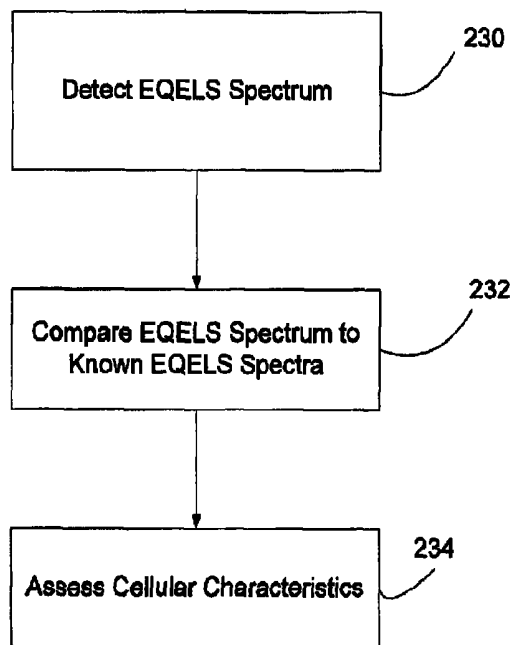 230
Detect EQELS Spectrum
232
Compare EQELS Spectrum to
Known EQELS Spectra
234
Assess Cellular Characteristics